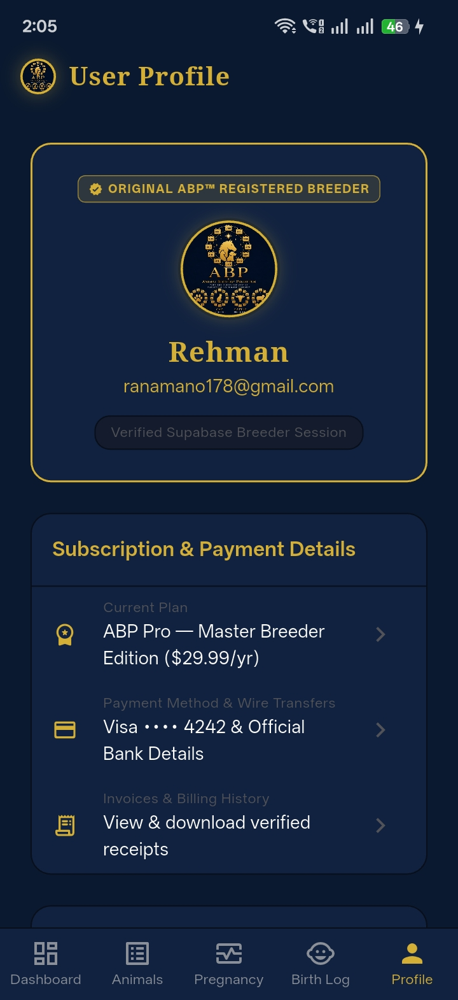 2:05
46
User Profile
ORIGINAL ABP™ REGISTERED BREEDER
ABP
Rehman
ranamano178@gmail.com
Verified Supabase Breeder Session
Subscription & Payment Details
Current Plan
ABP Pro — Master Breeder
Edition ($29.99/yr)
Payment Method & Wire Transfers
Visa •••• 4242 & Official
Bank Details
Invoices & Billing History
View & download verified
receipts
Dashboard
Animals
Pregnancy
Birth Log
Profile